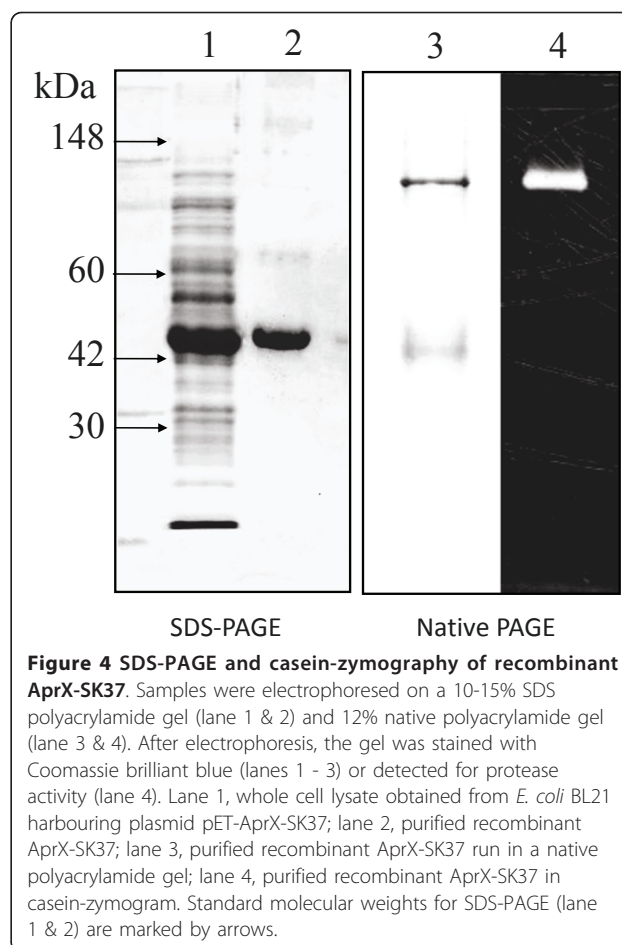 1 2 3 4
kDa
148
60
42
30
SDS-PAGE Native PAGE
Figure 4 SDS-PAGE and casein-zymography of recombinant
AprX-SK37. Samples were electrophoresed on a 10-15% SDS
polyacrylamide gel (lane 1 & 2) and 12% native polyacrylamide gel
(lane 3 & 4). After electrophoresis, the gel was stained with
Coomassie brilliant blue (lanes 1 - 3) or detected for protease
activity (lane 4). Lane 1, whole cell lysate obtained from E. coli BL21
harbouring plasmid pET-AprX-SK37; lane 2, purified recombinant
AprX-SK37; lane 3, purified recombinant AprX-SK37 run in a native
polyacrylamide gel; lane 4, purified recombinant AprX-SK37 in
casein-zymogram. Standard molecular weights for SDS-PAGE (lane
1 & 2) are marked by arrows.